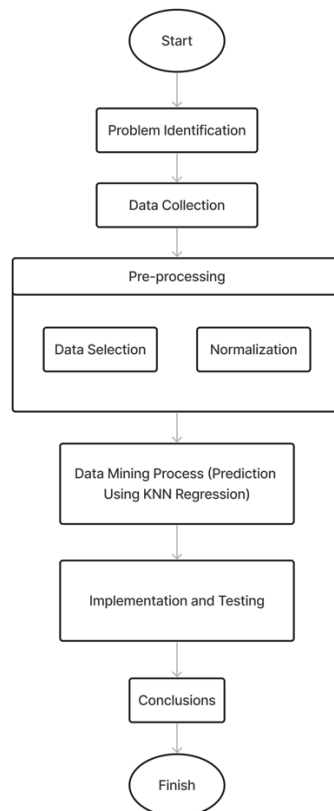 Start
Problem Identification
Data Collection
Pre-processing
Data Selection
Normalization
Data Mining Process (Prediction
Using KNN Regression)
Implementation and Testing
Conclusions
Finish